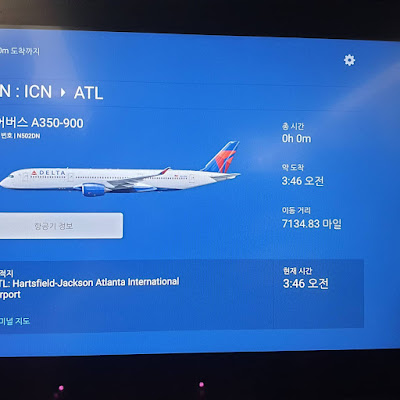 0m 도착까지
N : ICN ▸ ATL
버스 A350-900
번호 | N502DN
DELTA
항공기 정보
총 시간
0h 0m
약 도착
3:46 오전
이동 거리
7134.83 마일
적지
TL: Hartsfield-Jackson Atlanta International
rport
미널 지도
현재 시간
3:46 오전